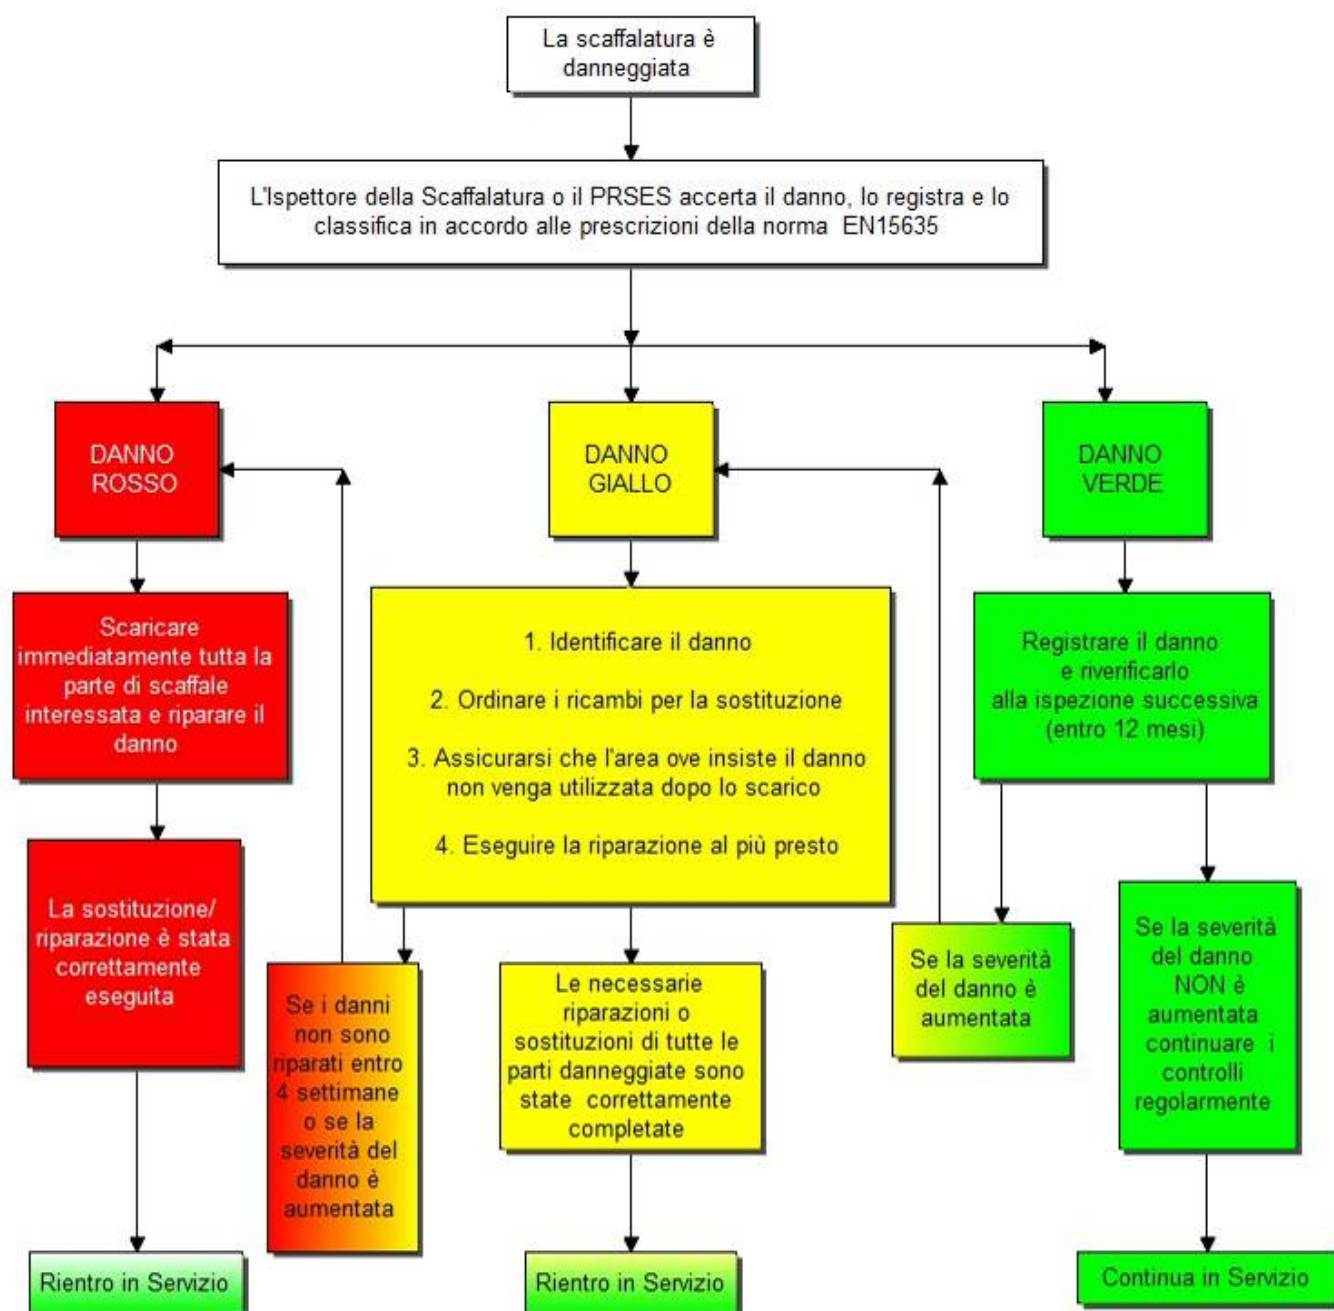 La scaffalatura è
danneggiata
L'Ispettore della Scaffalatura o il PRSES accerta il danno, lo registra e lo
classifica in accordo alle prescrizioni della norma EN15635
DANNO
ROSSO
DANNO
GIALLO
DANNO
VERDE
Scaricare
immediatamente tutta la
parte di scaffale
interessata e riparare il
danno
1. Identificare il danno
2. Ordinare i ricambi per la sostituzione
3. Assicurarsi che l'area ove insiste il danno
non venga utilizzata dopo lo scarico
4. Eseguire la riparazione al più presto
Registrare il danno
e riverificarlo
alla ispezione successiva
(entro 12 mesi)
La sostituzione/
riparazione è stata
correttamente
eseguita
Se i danni
non sono
riparati entro
4 settimane
o se la
severità del
danno è
aumentata
Le necessarie
riparazioni o
sostituzioni di tutte le
parti danneggiate sono
state correttamente
completate
Se la severità
del danno è
aumentata
Se la severità
del danno
NON è
aumentata
continuare i
controlli
regolarmente
Rientro in Servizio
Rientro in Servizio
Continua in Servizio